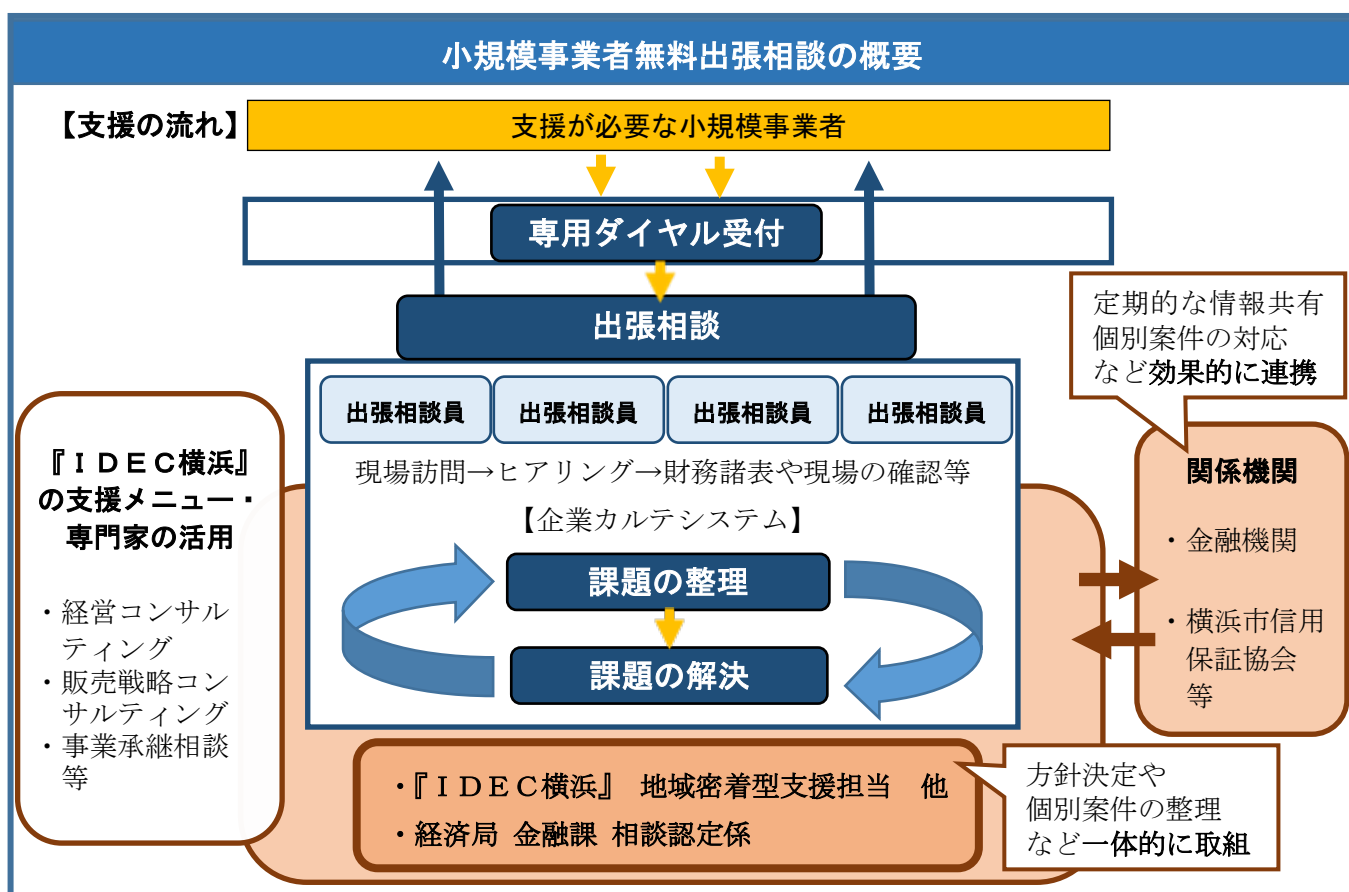 小規模事業者無料出張相談の概要
【支援の流れ】
支援が必要な小規模事業者
専用ダイヤル受付
出張相談
定期的な情報共有
個別案件の対応
など効果的に連携
出張相談員
出張相談員
出張相談員
出張相談員
現場訪問→ヒアリング→財務諸表や現場の確認等
【企業カルテシステム】
課題の整理
課題の解決
『ＩＤＥＣ横浜』
の支援メニュー・
専門家の活用
・経営コンサル
ティング
・販売戦略コン
サルティング
・事業承継相談
等
関係機関
・金融機関
・横浜市信用
保証協会
等
・『ＩＤＥＣ横浜』 地域密着型支援担当　他
・経済局 金融課 相談認定係
方針決定や
個別案件の整理
など一体的に取組